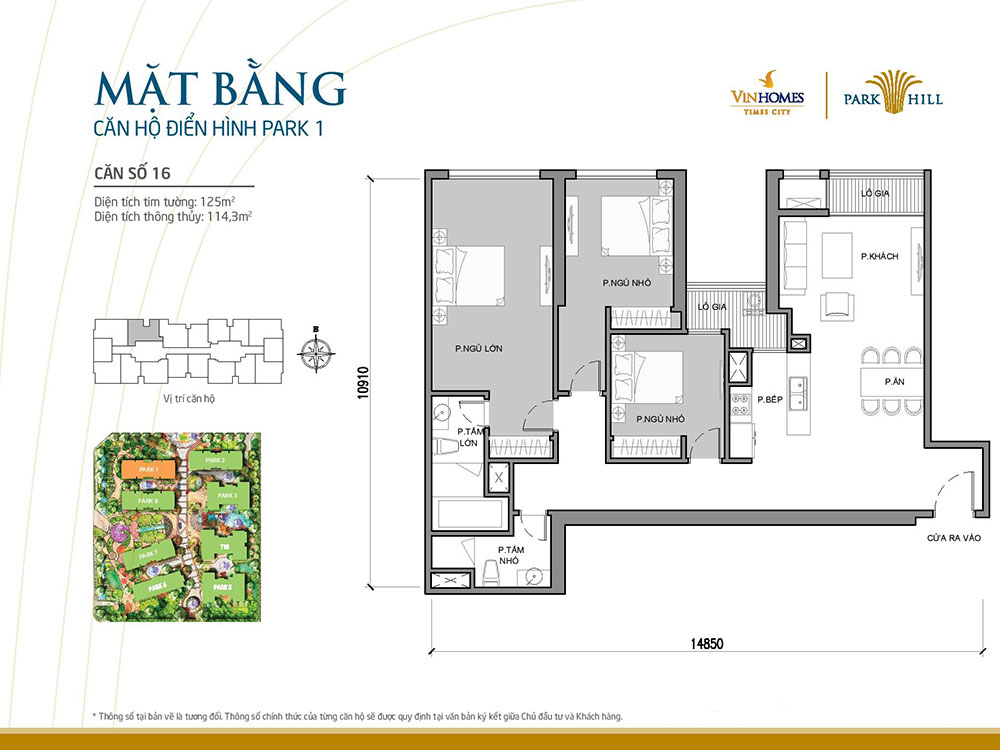 MẶT BẰNG
CĂN HỘ ĐIỂN HÌNH PARK 1
VINHOMES
TIMES CITY
PARK HILL
CĂN SỐ 16
Diện tích tim tường: 125m²
Diện tích thông thủy: 114,3m²
B
Vị trí căn hộ
PARK 1
PARK 2
PARK 8
PARK 3
PARK 7
T18
PARK 6
PARK 5
10910
14850
P.NGỦ LỚN
P.NGỦ NHỎ
LÔ GIA
P.KHÁCH
LÔ GIA
P.NGỦ NHỎ
P.BẾP
P.ĂN
P.TẮM
LỚN
P.TẮM
NHỎ
CỬA RA VÀO
* Thông số tại bản vẽ là tương đối. Thông số chính thức của từng căn hộ sẽ được quy định tại văn bản ký kết giữa Chủ đầu tư và Khách hàng.